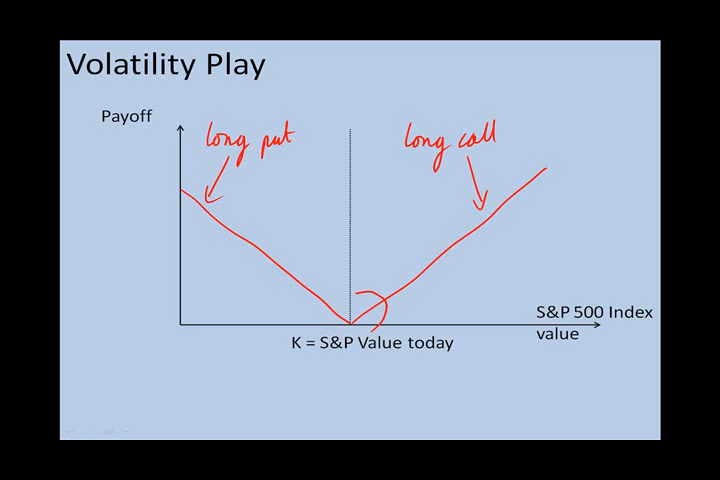 Volatility Play
Payoff
long put
long call
S&P 500 Index
value
K = S&P Value today